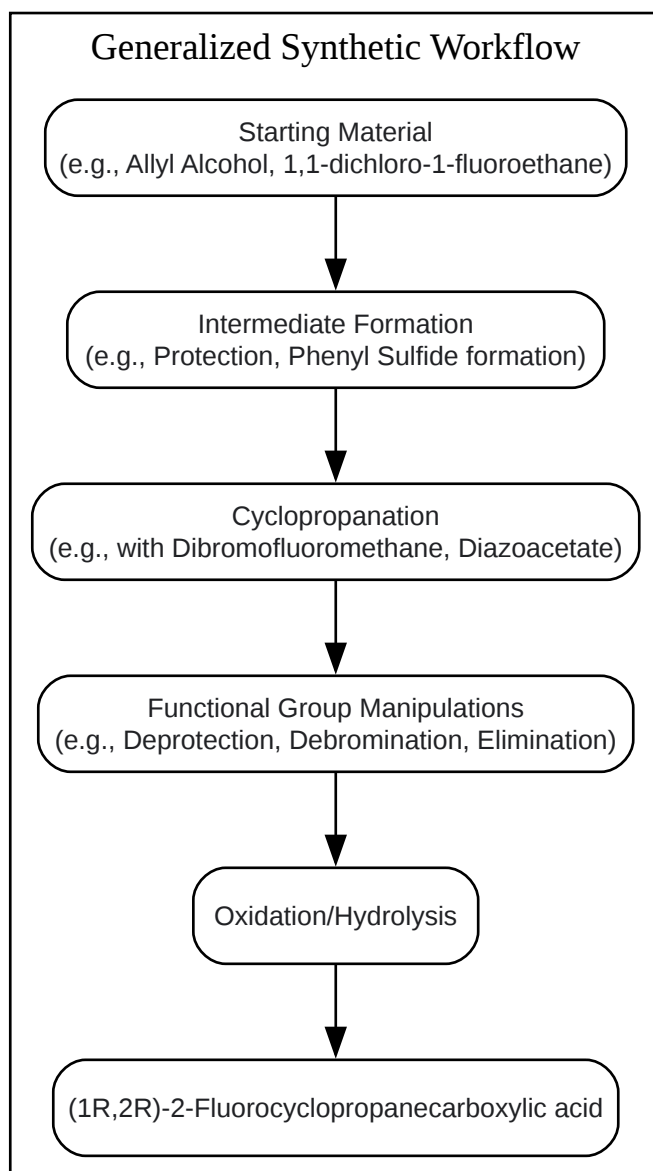 Generalized Synthetic Workflow
Starting Material
(e.g., Allyl Alcohol, 1,1-dichloro-1-fluoroethane)
Intermediate Formation
(e.g., Protection, Phenyl Sulfide formation)
Cyclopropanation
(e.g., with Dibromofluoromethane, Diazoacetate)
Functional Group Manipulations
(e.g., Deprotection, Debromination, Elimination)
Oxidation/Hydrolysis
(1R,2R)-2-Fluorocyclopropanecarboxylic acid